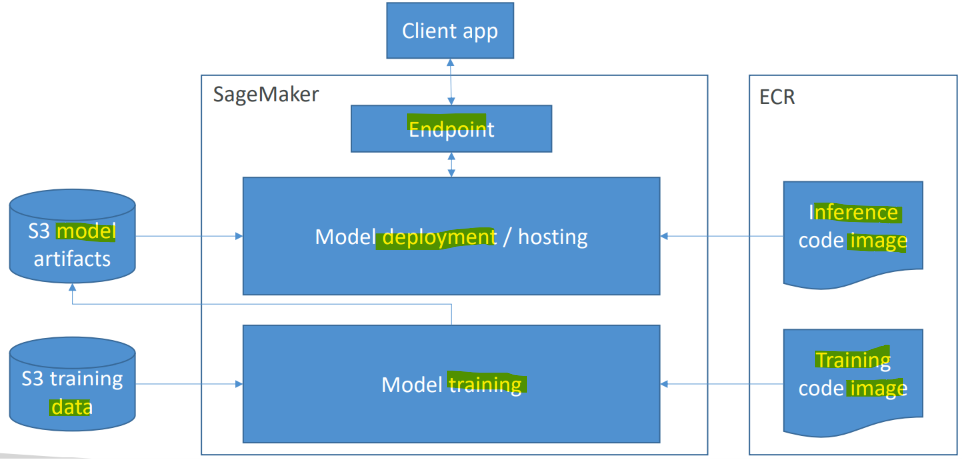 Client app
SageMaker
ECR
Endpoint
S3 model
artifacts
Model deployment / hosting
Inference
code image
S3 training
data
Model training
Training
code image